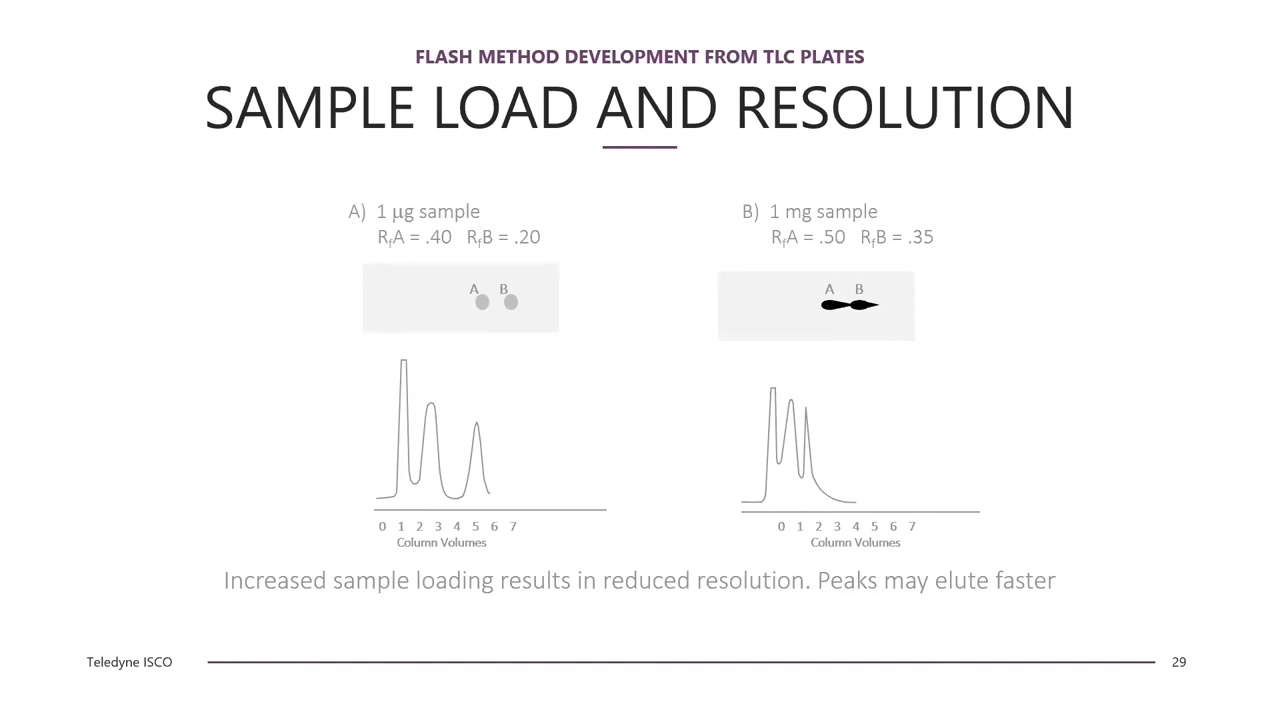 FLASH METHOD DEVELOPMENT FROM TLC PLATES
SAMPLE LOAD AND RESOLUTION
A) 1 μg sample
RfA = .40 RfB = .20
A B
0 1 2 3 4 5 6 7
Column Volumes
B) 1 mg sample
RfA = .50 RfB = .35
A B
0 1 2 3 4 5 6 7
Column Volumes
Increased sample loading results in reduced resolution. Peaks may elute faster
Teledyne ISCO
29